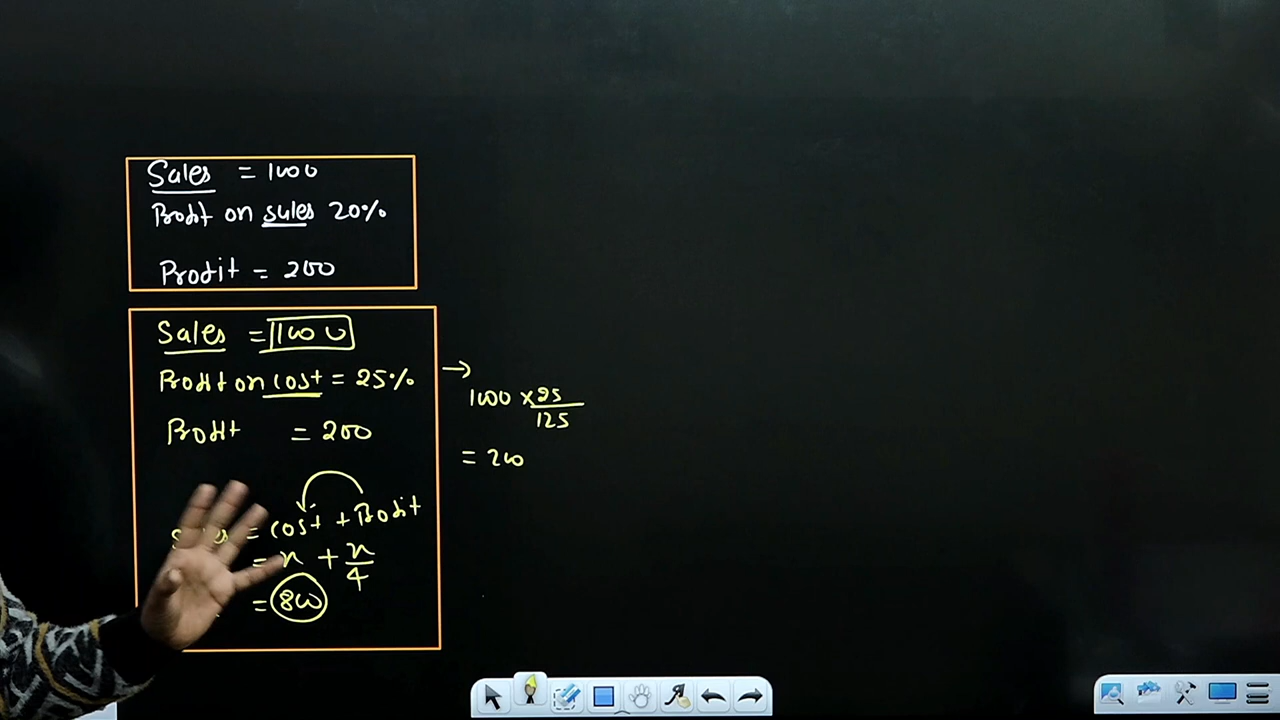 Sales = 1000
Profit on sales 20%
Profit = 200
Sales = 1000
Profit on cost = 25%
Profit = 200
= cost + Profit
= x + x/4
= 800
→
1000 × 25/125
= 200